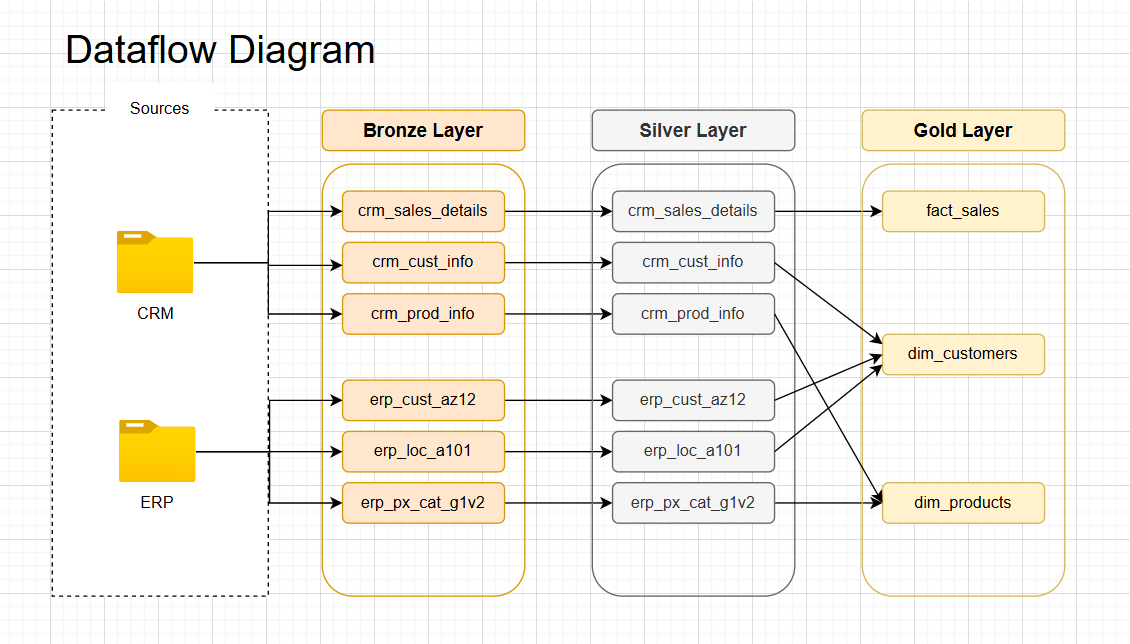 Dataflow Diagram
Sources
CRM
ERP
Bronze Layer
crm_sales_details
crm_cust_info
crm_prod_info
erp_cust_az12
erp_loc_a101
erp_px_cat_g1v2
Silver Layer
crm_sales_details
crm_cust_info
crm_prod_info
erp_cust_az12
erp_loc_a101
erp_px_cat_g1v2
Gold Layer
fact_sales
dim_customers
dim_products